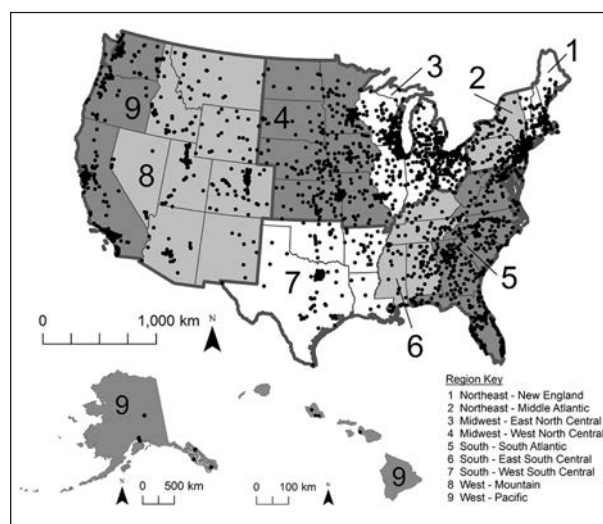 1
2
3
9
4
8
7
5
6
N
0 1,000 km
Region Key
1 Northeast - New England
2 Northeast - Middle Atlantic
3 Midwest - East North Central
4 Midwest - West North Central
5 South - South Atlantic
6 South - East South Central
7 South - West South Central
8 West - Mountain
9 West - Pacific
9
9
N
0 500 km
N
0 100 km